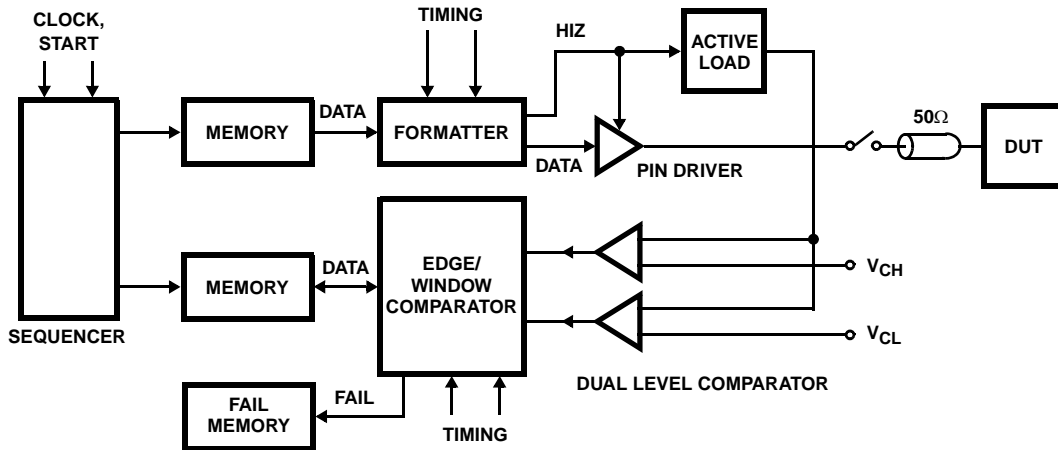 CLOCK,
START
TIMING
HIZ
ACTIVE
LOAD
MEMORY
DATA
FORMATTER
DATA
PIN DRIVER
50Ω
DUT
SEQUENCER
MEMORY
DATA
EDGE/
WINDOW
COMPARATOR
VCH
VCL
DUAL LEVEL COMPARATOR
FAIL
MEMORY
FAIL
TIMING